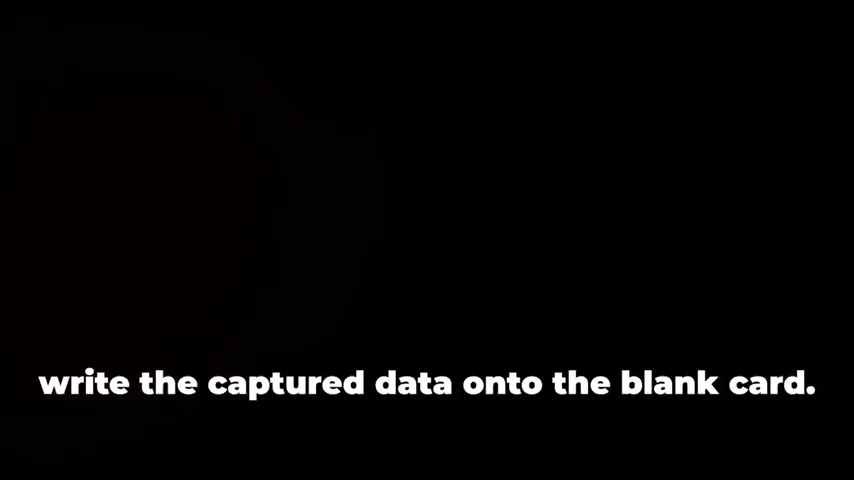 write the captured data onto the blank card.